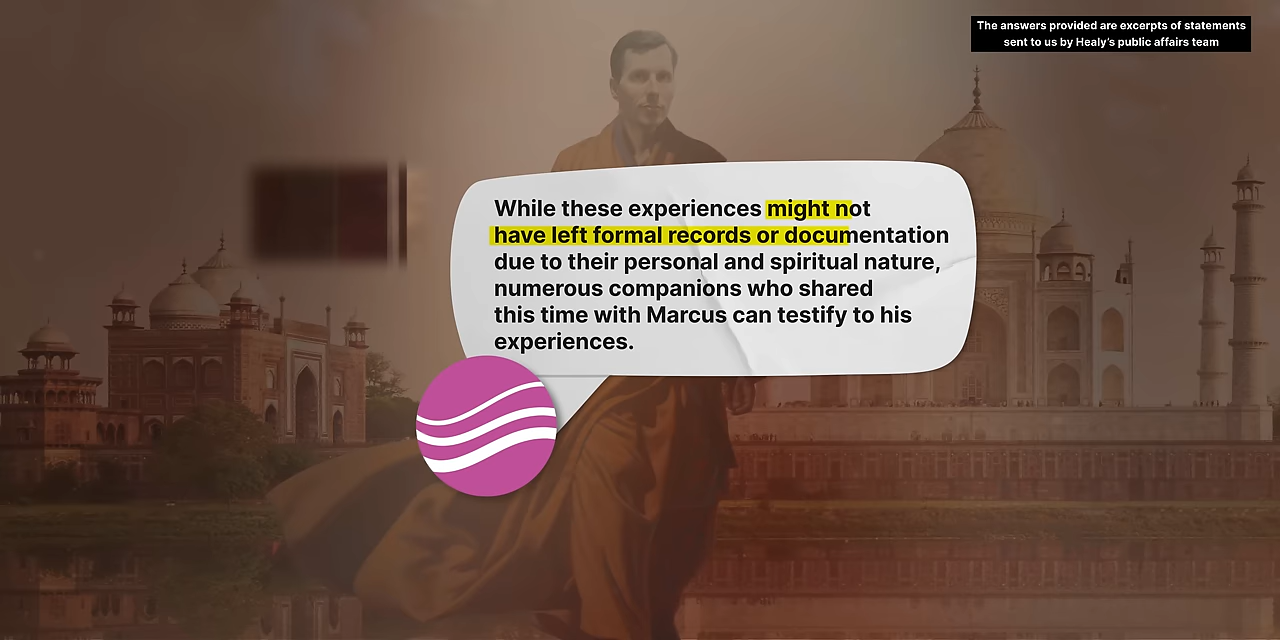 The answers provided are excerpts of statements
sent to us by Healy's public affairs team
While these experiences might not
have left formal records or documentation
due to their personal and spiritual nature,
numerous companions who shared
this time with Marcus can testify to his
experiences.